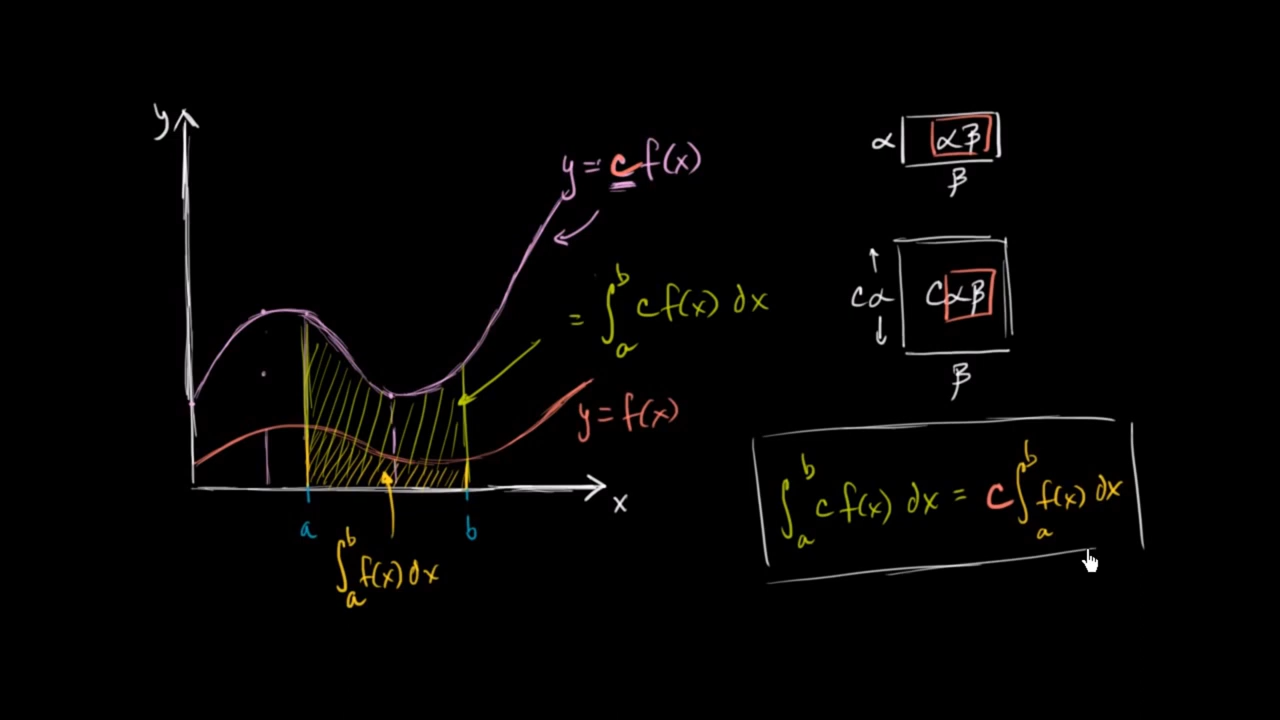 y
y = c f(x)
= ∫_a^b c f(x) dx
y = f(x)
x
a
b
∫_a^b f(x) dx
α
αβ
β
cα
cαβ
β
∫_a^b c f(x) dx = c ∫_a^b f(x) dx